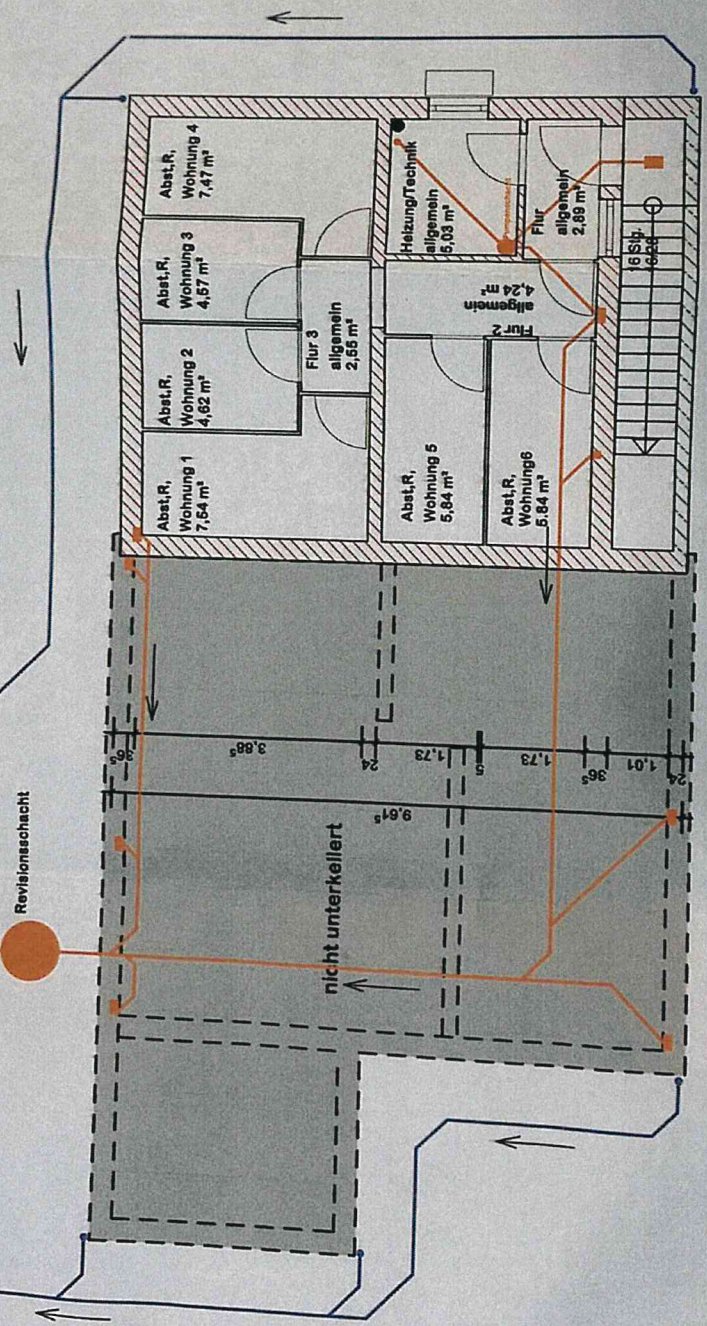 Revisionsschacht
Abst,R,
Wohnung 4
7,47 m²
Abst,R,
Wohnung 3
4,57 m²
Abst,R,
Wohnung 2
4,62 m²
Abst,R,
Wohnung 1
7,54 m²
Flur 3
allgemein
2,55 m²
Heizung/Technik
allgemein
5,03 m²
Pumpenschacht
Flur
allgemein
2,89 m²
Flur 2
allgemein
4,24 m²
Abst,R,
Wohnung 5
5,84 m²
Abst,R,
Wohnung6
5,84 m²
16 Stg.
nicht unterkellert
36⁵
3,88⁵
24
1,73
5
1,73
36⁵
1,01
24
9,61⁵